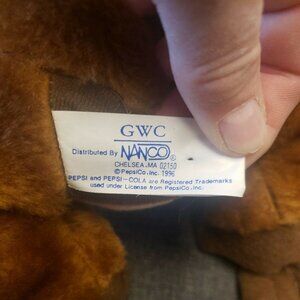 GWC
Distributed By NANCO®
CHELSEA, MA 02150
©PepsiCo, Inc. 1996
PEPSI and PEPSI-COLA are Registered Trademarks
used under License from PepsiCo, Inc.